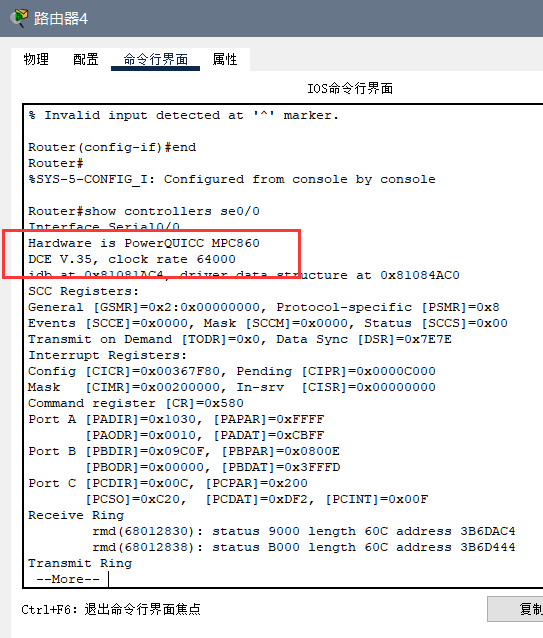 路由器4
物理 配置 命令行界面 属性
IOS命令行界面
% Invalid input detected at '^' marker.
Router(config-if)#end
Router#
%SYS-5-CONFIG_I: Configured from console by console
Router#show controllers se0/0
Interface Serial0/0
Hardware is PowerQUICC MPC860
DCE V.35, clock rate 64000
idb at 0x81081AC4, driver data structure at 0x81084AC0
SCC Registers:
General [GSMR]=0x2:0x00000000, Protocol-specific [PSMR]=0x8
Events [SCCE]=0x0000, Mask [SCCM]=0x0000, Status [SCCS]=0x00
Transmit on Demand [TODR]=0x0, Data Sync [DSR]=0x7E7E
Interrupt Registers:
Config [CICR]=0x00367F80, Pending [CIPR]=0x0000C000
Mask   [CIMR]=0x00200000, In-srv  [CISR]=0x00000000
Command register [CR]=0x580
Port A [PADIR]=0x1030, [PAPAR]=0xFFFF
       [PAODR]=0x0010, [PADAT]=0xCBFF
Port B [PBDIR]=0x09C0F, [PBPAR]=0x0800E
       [PBODR]=0x00000, [PBDAT]=0x3FFFD
Port C [PCDIR]=0x00C, [PCPAR]=0x200
       [PCSO]=0xC20,  [PCDAT]=0xDF2, [PCINT]=0x00F
Receive Ring
        rmd(68012830): status 9000 length 60C address 3B6DAC4
        rmd(68012838): status B000 length 60C address 3B6D444
Transmit Ring
 --More--
Ctrl+F6: 退出命令行界面焦点
复制